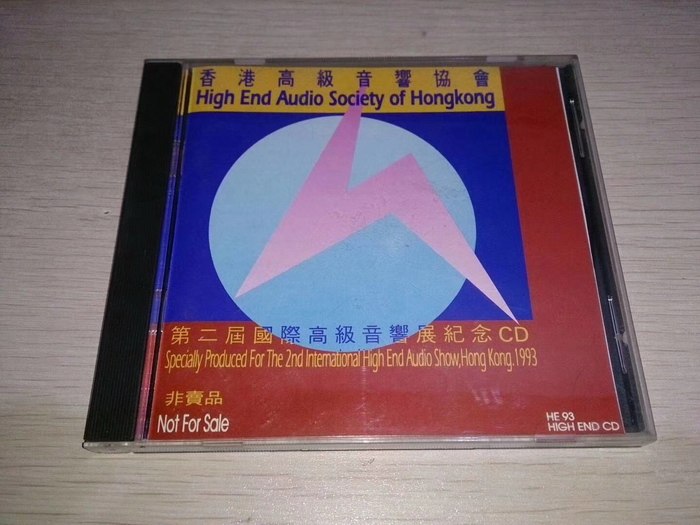 香港高級音響協會
High End Audio Society of Hongkong
第二屆國際高級音響展紀念CD
Specially Produced For The 2nd International High End Audio Show,Hong Kong.1993
非賣品
Not For Sale
HE 93
HIGH END CD